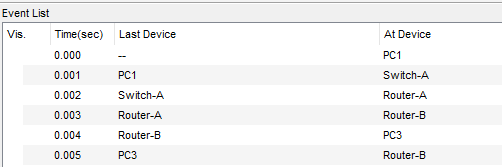 Event List
Vis. Time(sec) Last Device At Device
0.000 -- PC1
0.001 PC1 Switch-A
0.002 Switch-A Router-A
0.003 Router-A Router-B
0.004 Router-B PC3
0.005 PC3 Router-B